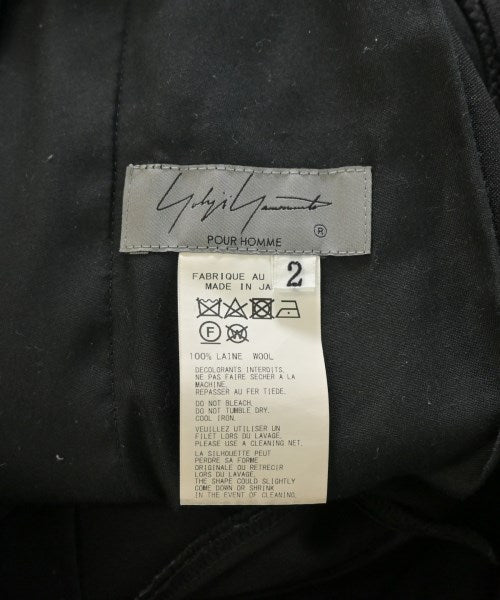 Yohji Yamamoto
®
POUR HOMME
FABRIQUE AU
MADE IN JA
2
F
W
100% LAINE WOOL
DECOLORANTS INTERDITS.
NE PAS FAIRE SECHER A LA
MACHINE.
REPASSER AU FER TIEDE.
DO NOT BLEACH.
DO NOT TUMBLE DRY.
COOL IRON.
VEUILLEZ UTILISER UN
FILET LORS DU LAVAGE.
PLEASE USE A CLEANING NET.
LA SILHOUETTE PEUT
PERDRE SA FORME
ORIGINALE OU RETRECIR
LORS DU LAVAGE.
THE SHAPE COULD SLIGHTLY
COME DOWN OR SHRINK
IN THE EVENT OF CLEANING.